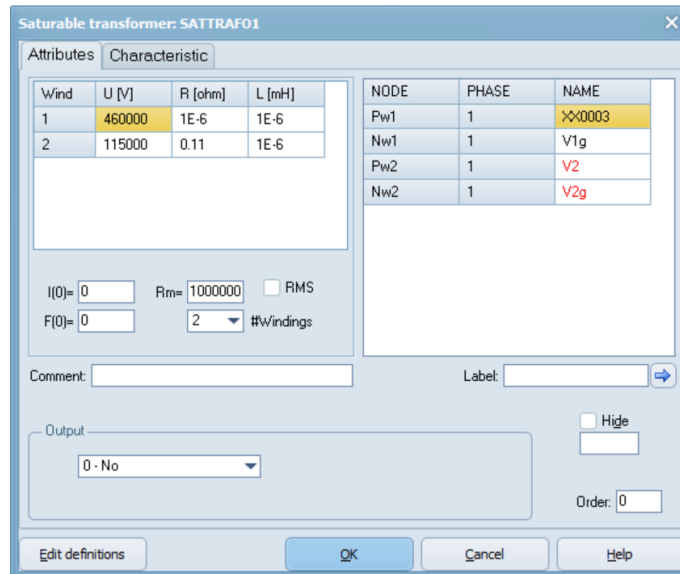 Saturable transformer: SATTRAFO1
Attributes Characteristic
Wind U [V] R [ohm] L [mH]
1 460000 1E-6 1E-6
2 115000 0.11 1E-6
NODE PHASE NAME
Pw1 1 XX0003
Nw1 1 V1g
Pw2 1 V2
Nw2 1 V2g
I(0)= 0 Rm= 1000000 RMS
F(0)= 0 2 #Windings
Comment: Label:
Output
0 - No
Hide
Order: 0
Edit definitions OK Cancel Help